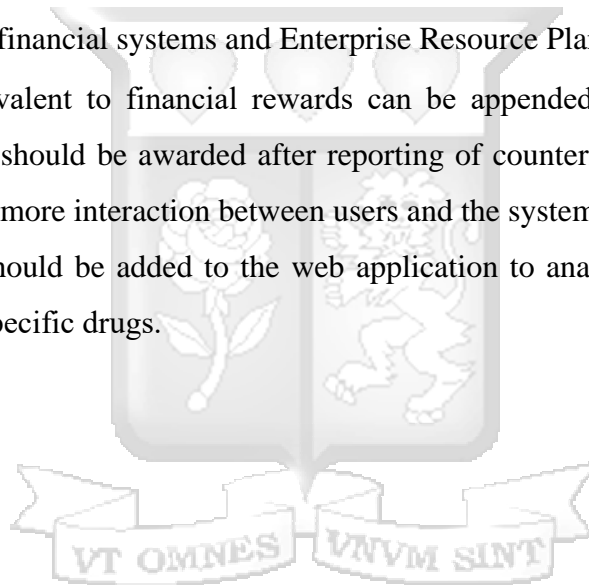 financial systems and Enterprise Resource Plan
valent to financial rewards can be appended
should be awarded after reporting of counter
more interaction between users and the system
ould be added to the web application to ana
pecific drugs.
VT OMNES VNVM SINT